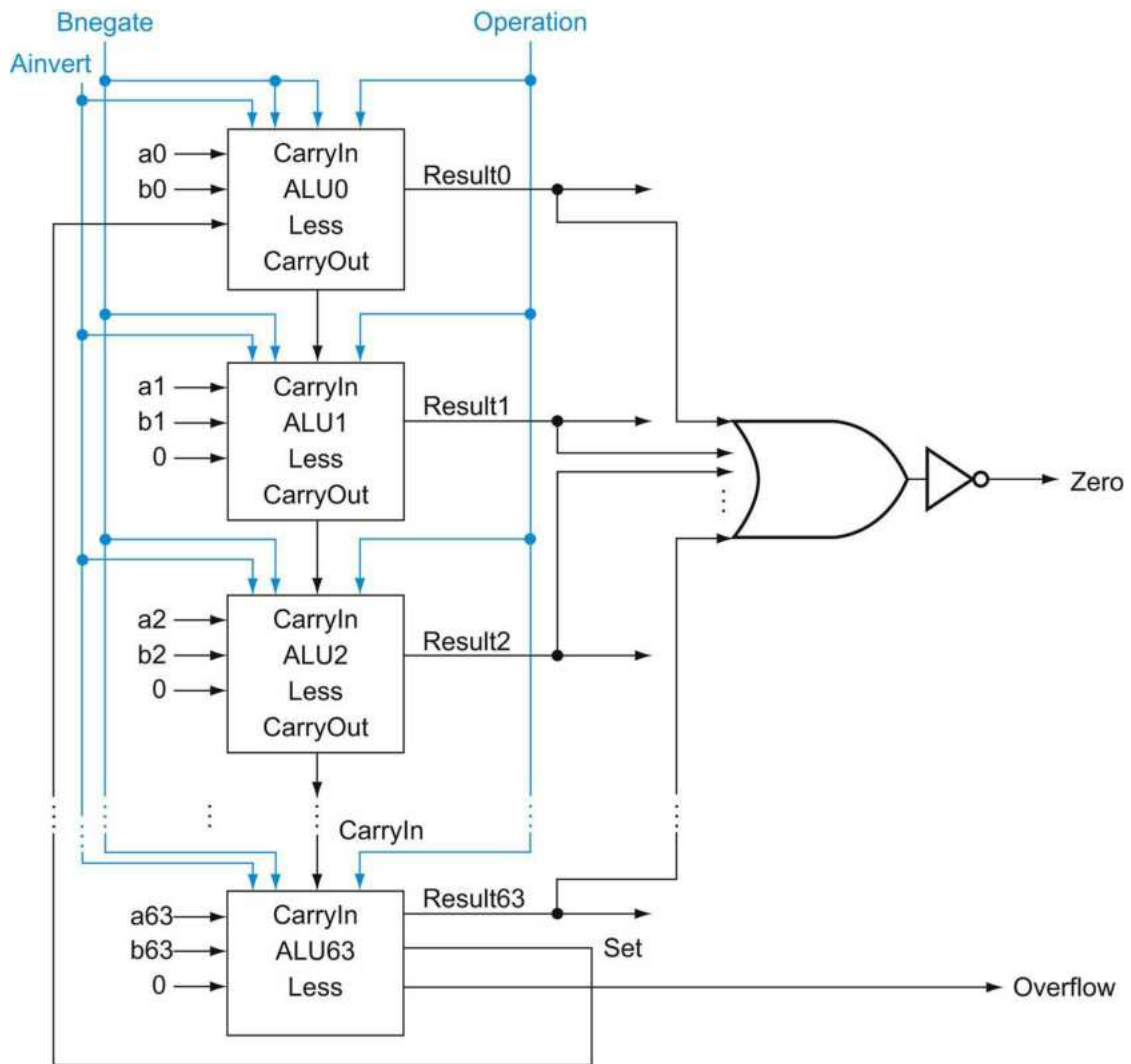 Bnegate
Operation
Ainvert
a0
b0
CarryIn
ALU0
Less
CarryOut
Result0
a1
b1
0
CarryIn
ALU1
Less
CarryOut
Result1
Zero
a2
b2
0
CarryIn
ALU2
Less
CarryOut
Result2
CarryIn
a63
b63
0
CarryIn
ALU63
Less
Result63
Set
Overflow